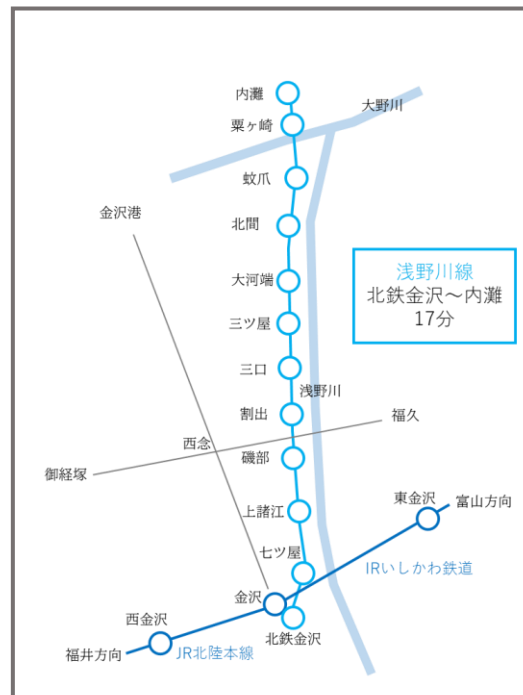 内灘
大野川
粟ヶ崎
蚊爪
金沢港
北間
浅野川線
大河端
北鉄金沢～内灘
17分
三ツ屋
三口
浅野川
割出
福久
西念
磯部
御経塚
東金沢
富山方向
上諸江
七ツ屋
IRいしかわ鉄道
金沢
西金沢
北鉄金沢
福井方向
JR北陸本線